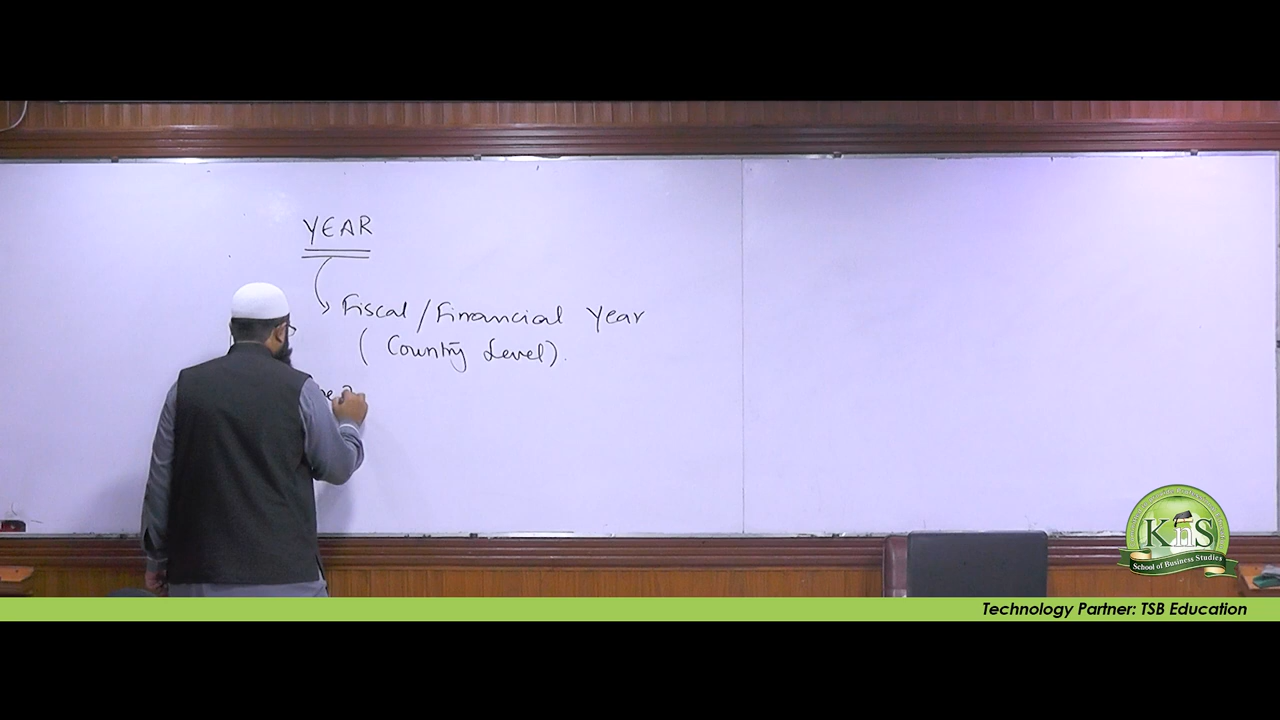 YEAR
Fiscal / Financial Year
( Country Level).
KnS
School of Business Studies
Technology Partner: TSB Education